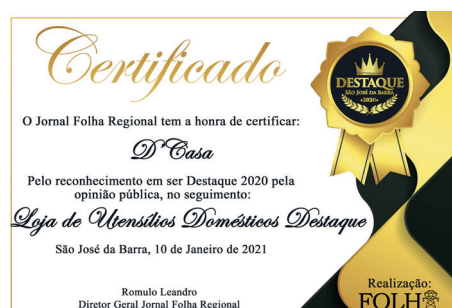 Certificado
DESTAQUE
SÃO JOSÉ DA BARRA
•2020•
O Jornal Folha Regional tem a honra de certificar:
D'Casa
Pelo reconhecimento em ser Destaque 2020 pela
opinião pública, no seguimento:
Loja de Utensílios Domésticos Destaque
São José da Barra, 10 de Janeiro de 2021
Romulo Leandro
Diretor Geral Jornal Folha Regional
Realização:
FOLH